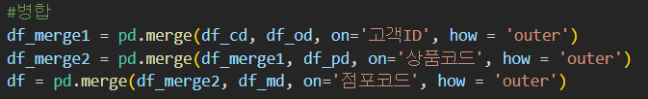 #병합
df_merge1 = pd.merge(df_cd, df_od, on='고객ID', how = 'outer')
df_merge2 = pd.merge(df_merge1, df_pd, on='상품코드', how = 'outer')
df = pd.merge(df_merge2, df_md, on='점포코드', how = 'outer')